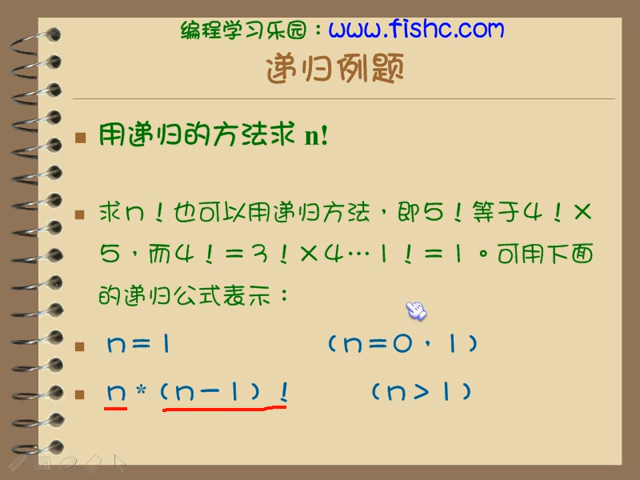 编程学习乐园：www.fishc.com
递归例题
用递归的方法求 n!
求ｎ！也可以用递归方法，即５！等于４！×
５，而４！＝３！×４…１！＝１。可用下面
的递归公式表示：
ｎ＝１ （ｎ＝０，１）
ｎ*（ｎ－１）！ （ｎ＞１）